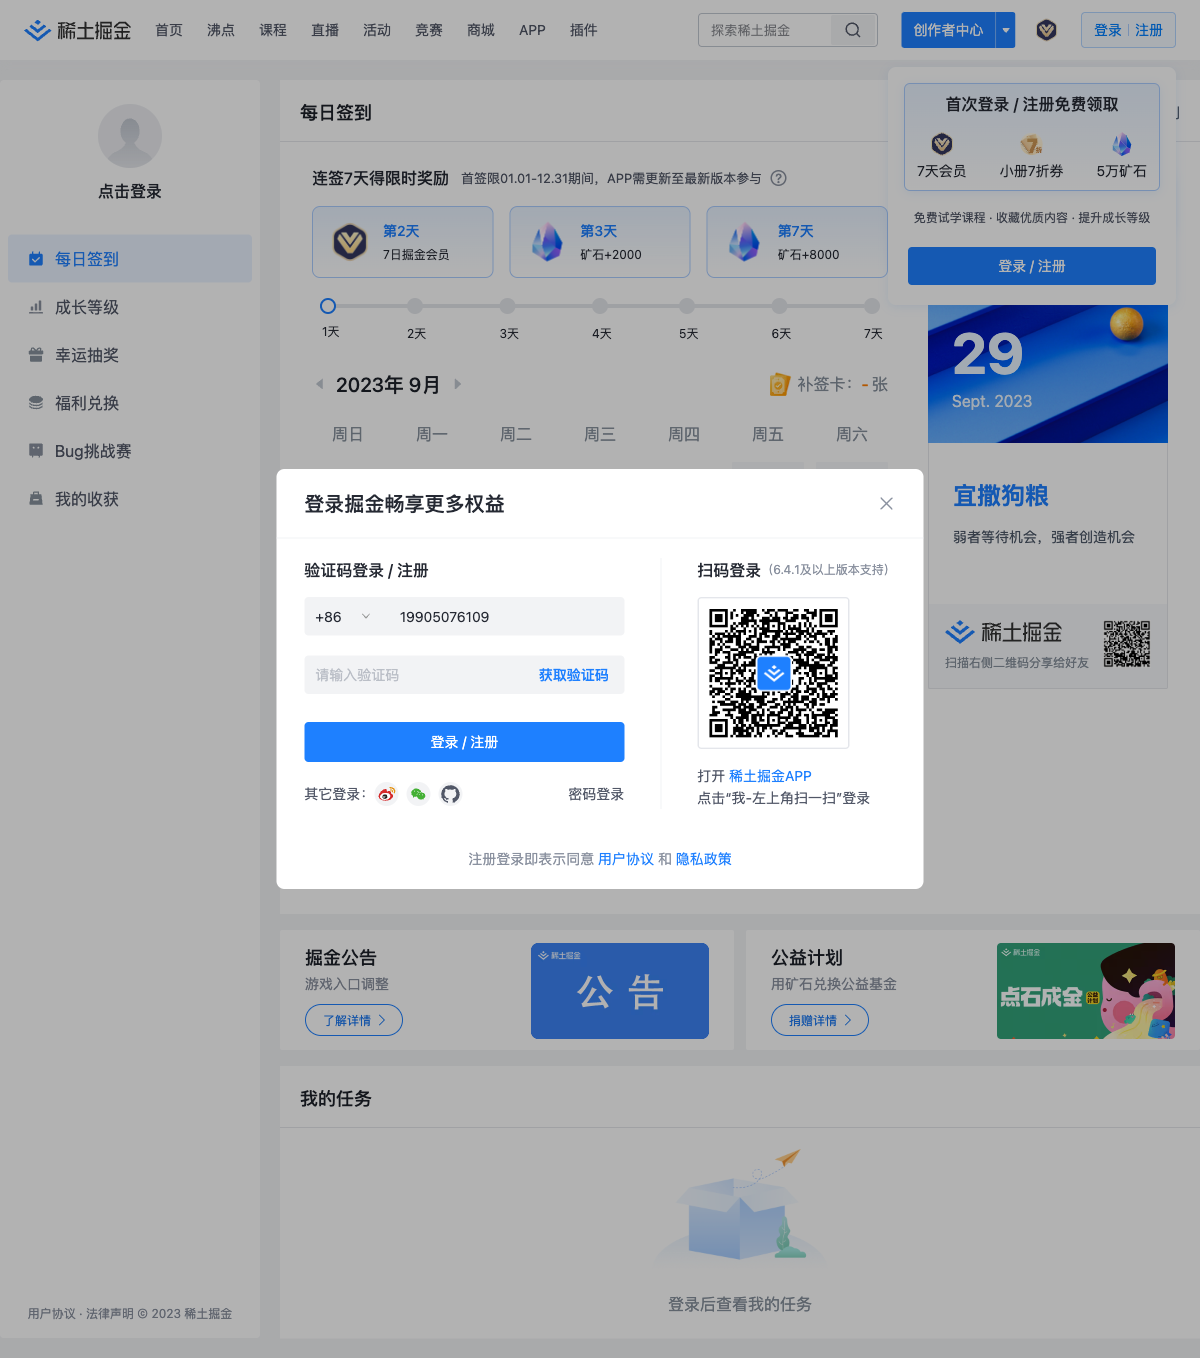 稀土掘金
首页 沸点 课程 直播 活动 竞赛 商城 APP 插件
探索稀土掘金
创作者中心
登录 注册
首次登录 / 注册免费领取
7天会员 小册7折券 5万矿石
免费试学课程 · 收藏优质内容 · 提升成长等级
登录 / 注册
点击登录
每日签到
成长等级
幸运抽奖
福利兑换
Bug挑战赛
我的收获
用户协议 · 法律声明 © 2023 稀土掘金
每日签到
连签7天得限时奖励 首签限01.01-12.31期间，APP需更新至最新版本参与
第2天
7日掘金会员
第3天
矿石+2000
第7天
矿石+8000
1天 2天 3天 4天 5天 6天 7天
2023年 9月
补签卡： - 张
周日 周一 周二 周三 周四 周五 周六
29
Sept. 2023
宜撒狗粮
弱者等待机会，强者创造机会
稀土掘金
扫描右侧二维码分享给好友
登录掘金畅享更多权益
验证码登录 / 注册
+86 19905076109
请输入验证码 获取验证码
登录 / 注册
其它登录： 密码登录
扫码登录 (6.4.1及以上版本支持)
打开 稀土掘金APP
点击“我-左上角扫一扫”登录
注册登录即表示同意 用户协议 和 隐私政策
掘金公告
游戏入口调整
了解详情
稀土掘金
公告
公益计划
用矿石兑换公益基金
捐赠详情
稀土掘金
点石成金
我的任务
登录后查看我的任务